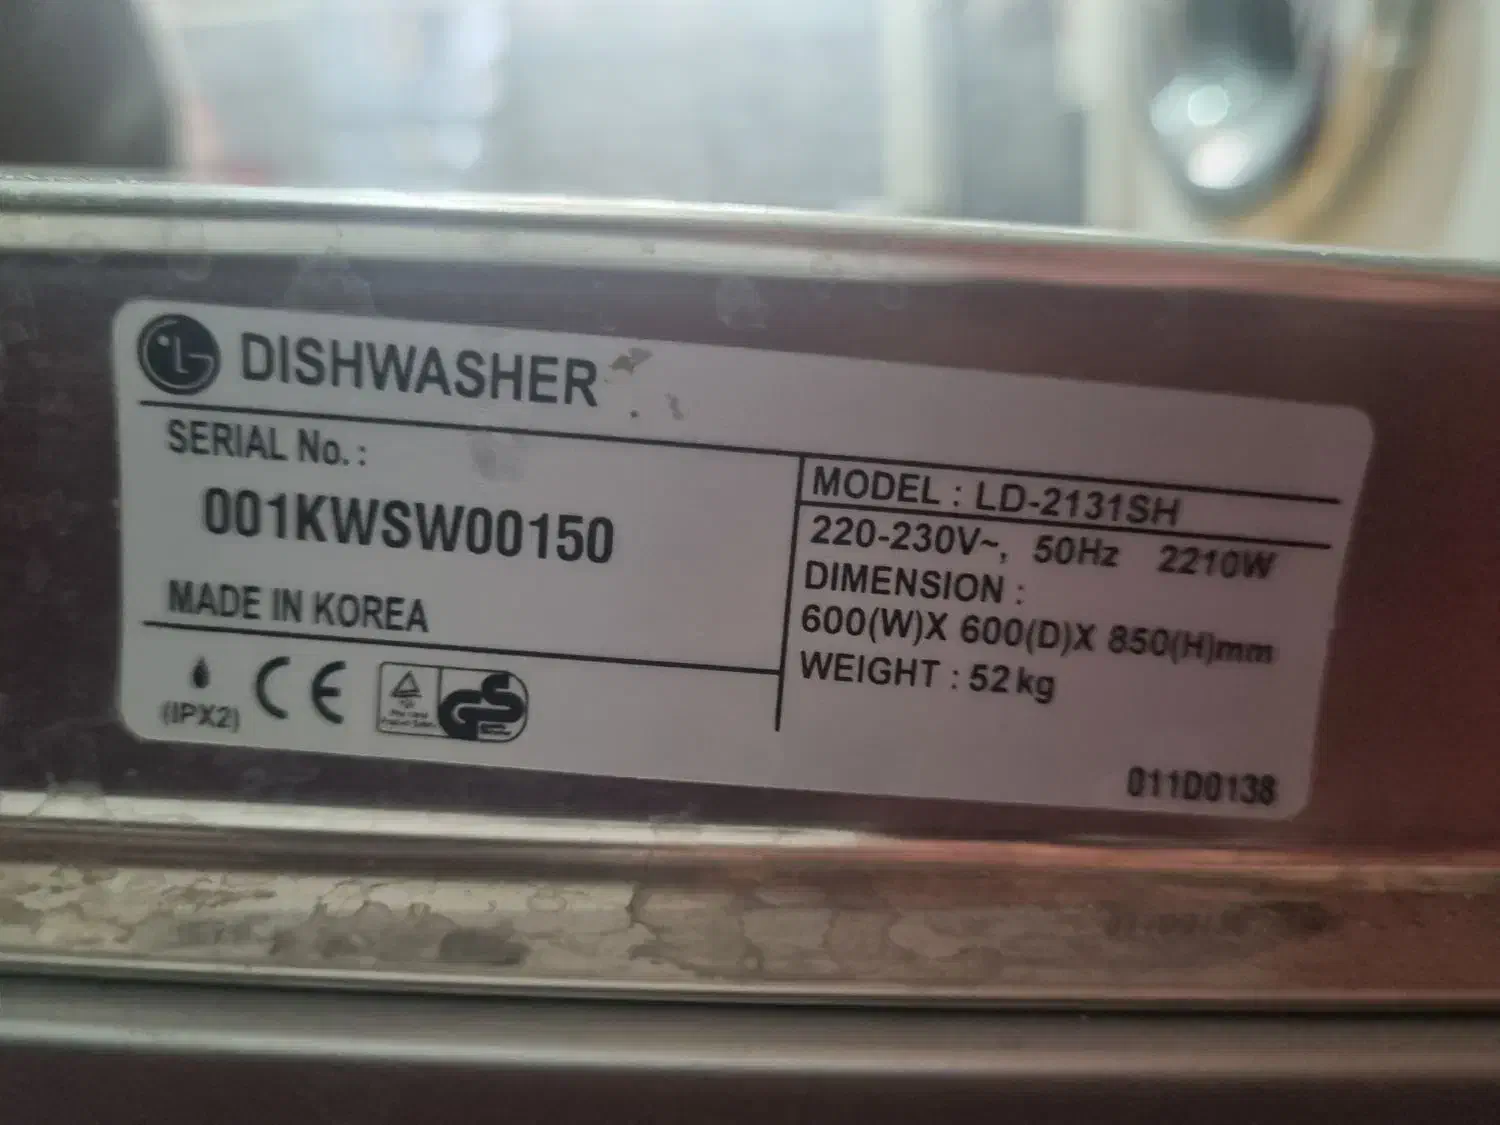 LG DISHWASHER
SERIAL No. :
001KWSW00150
MADE IN KOREA
(IPX2)
CE
MODEL : LD-2131SH
220-230V~, 50Hz 2210W
DIMENSION :
600(W)X 600(D)X 850(H)mm
WEIGHT : 52kg
011D0138